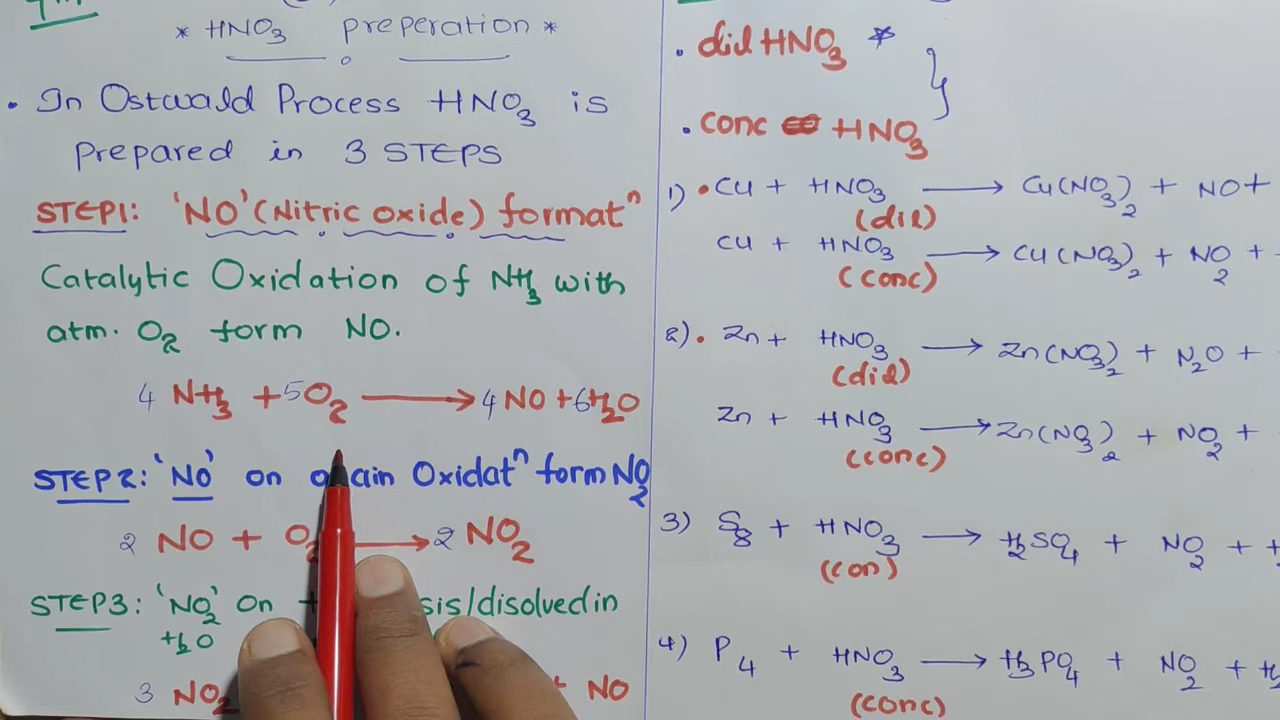 * HNO3 preperation *
• In Ostwald Process HNO3 is
prepared in 3 STEPS
STEP1: 'NO' (Nitric oxide) formatⁿ
Catalytic Oxidation of NH3 with
atm. O2 form NO.
4 NH3 + 5O2 ⟶ 4 NO + 6H2O
STEP2: 'NO' on Oxidatⁿ form NO2
2 NO + O2 ⟶ 2 NO2
STEP3: 'NO2' On /disolved in
H2O
3 NO2 NO
• dil HNO3 *
• conc HNO3
1) • Cu + HNO3 ⟶ Cu(NO3)2 + NO +
(dil)
Cu + HNO3 ⟶ Cu(NO3)2 + NO2 +
(conc)
2). • Zn + HNO3 ⟶ Zn(NO3)2 + N2O +
(dil)
Zn + HNO3 ⟶ Zn(NO3)2 + NO2 +
(conc)
3) S8 + HNO3 ⟶ H2SO4 + NO2 +
(con)
4) P4 + HNO3 ⟶ H3PO4 + NO2 +
(conc)